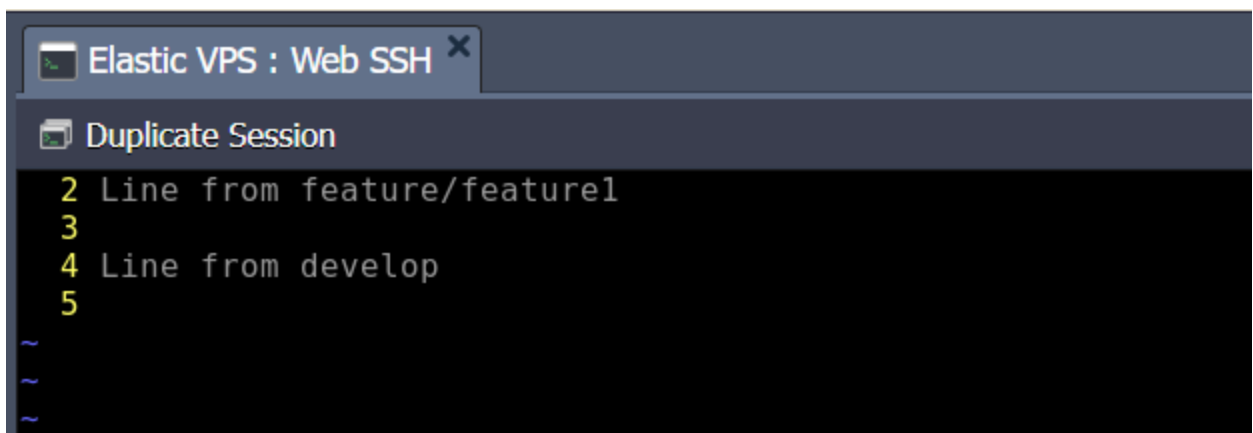 Elastic VPS : Web SSH ×
Duplicate Session
2 Line from feature/feature1
3
4 Line from develop
5
~
~
~